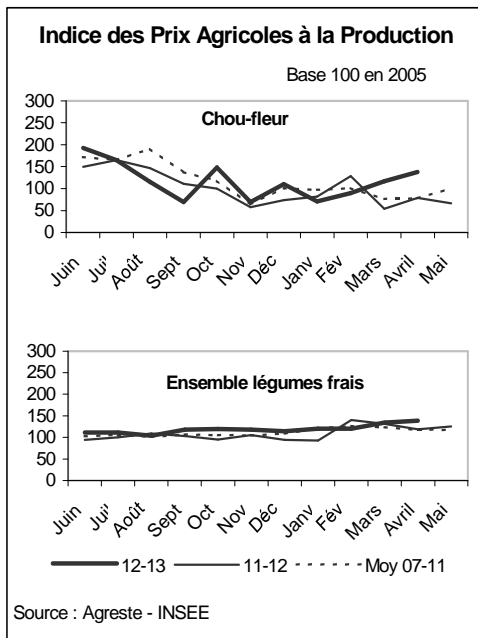 Indice des Prix Agricoles à la Production
Base 100 en 2005
Chou-fleur
300
250
200
150
100
50
0
Juin Jui" Août Sept Oct Nov Déc Janv Fév Mars Avril Mai
Ensemble légumes frais
300
250
200
150
100
50
0
Juin Jui" Août Sept Oct Nov Déc Janv Fév Mars Avril Mai
12-13 11-12 Moy 07-11
Source : Agreste - INSEE